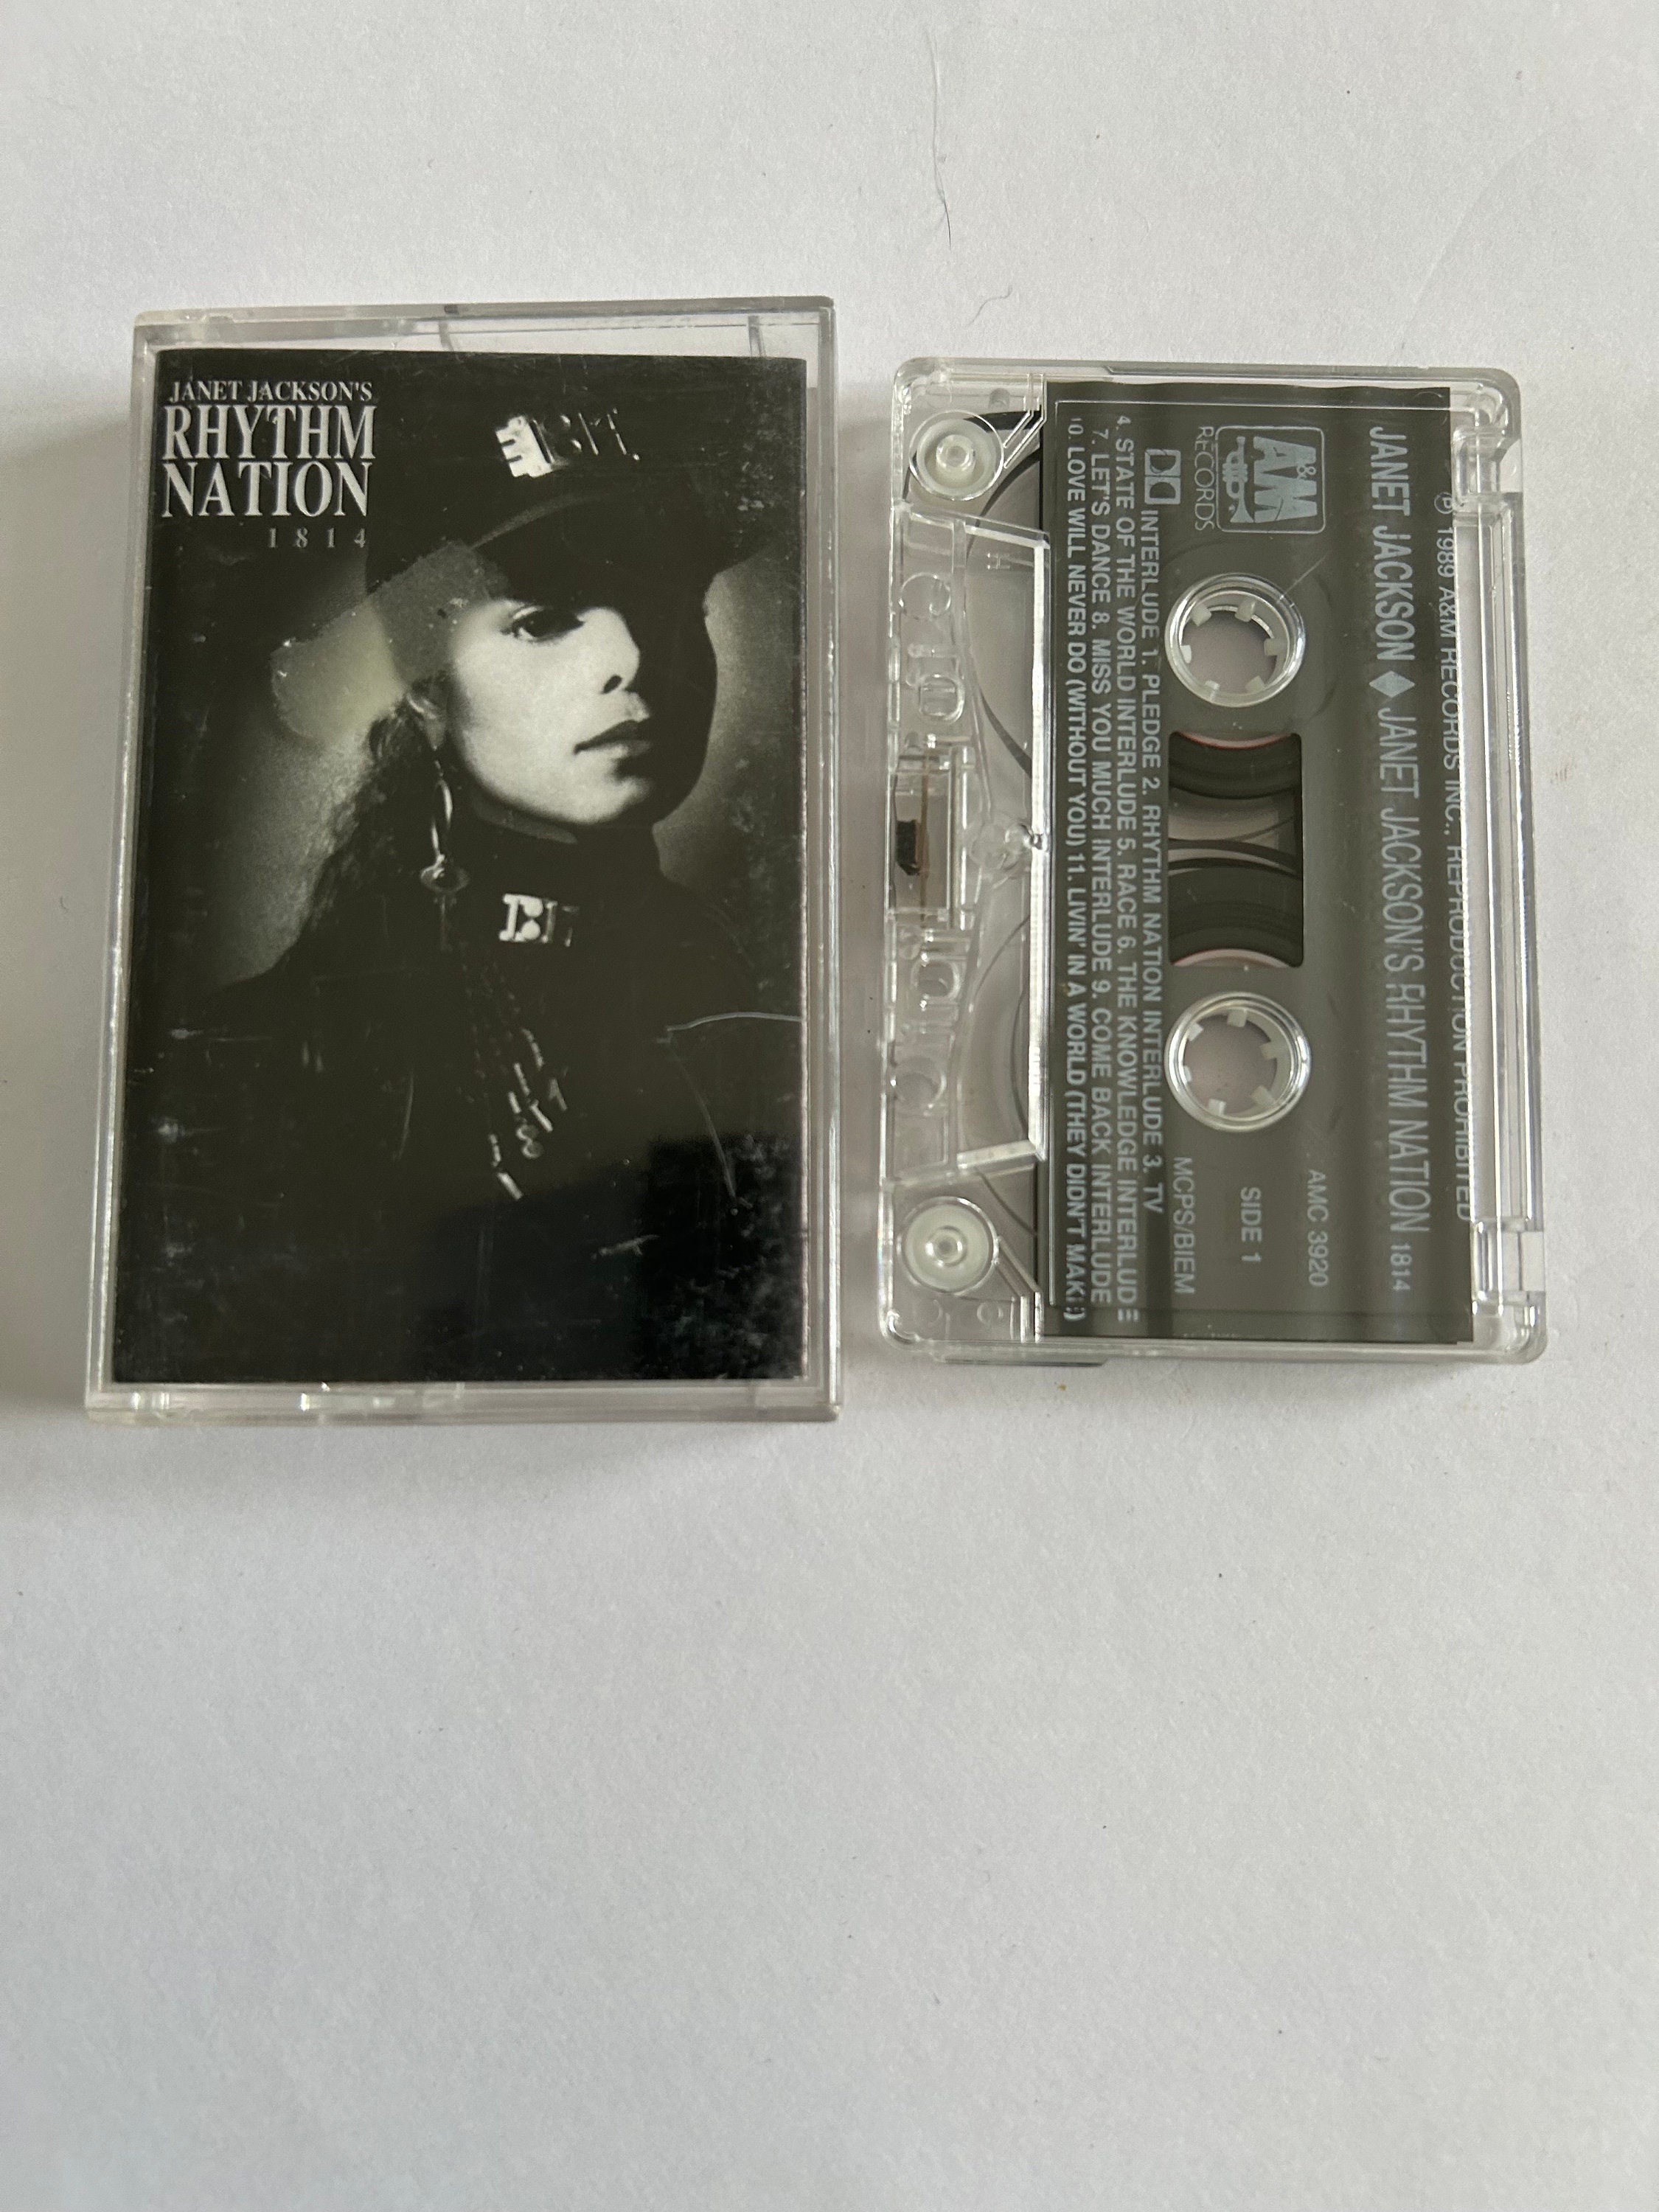 JANET JACKSON'S
RHYTHM
NATION
1814
℗ 1989 A&M RECORDS INC., REPRODUCTION PROHIBITED
JANET JACKSON ♦ JANET JACKSON'S RHYTHM NATION 1814
A&M
RECORDS
AMC 3920
SIDE 1
MCPS/BIEM
INTERLUDE 1. PLEDGE 2. RHYTHM NATION INTERLUDE 3. TV
4. STATE OF THE WORLD INTERLUDE 5. RACE 6. THE KNOWLEDGE INTERLUDE
7. LET'S DANCE 8. MISS YOU MUCH INTERLUDE 9. COME BACK INTERLUDE
10. LOVE WILL NEVER DO (WITHOUT YOU) 11. LIVIN' IN A WORLD (THEY DIDN'T MAKE)